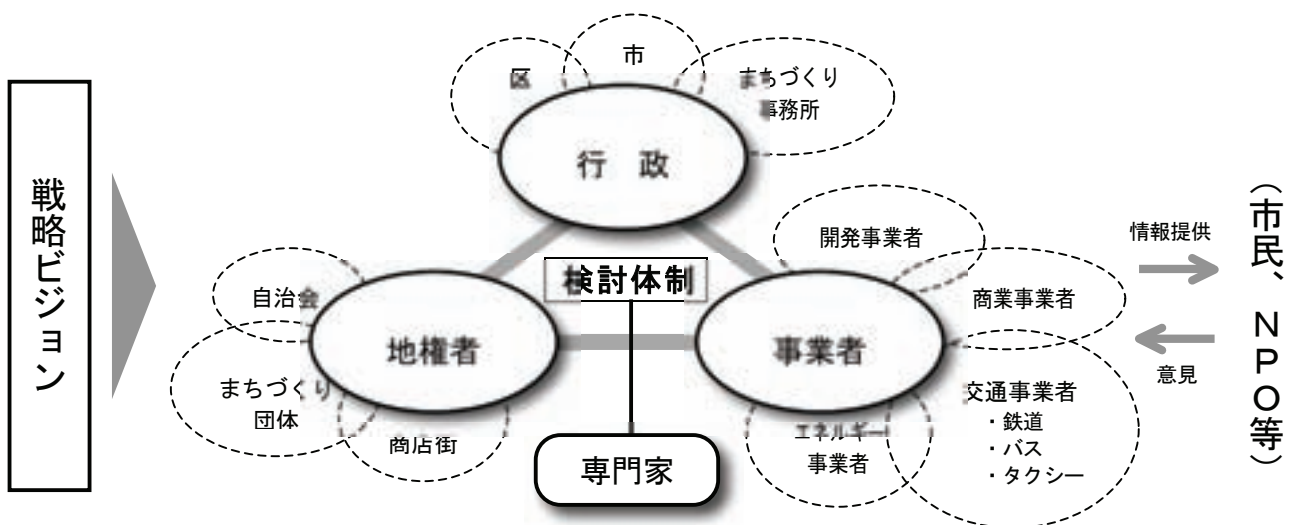 戦略ビジョン
区
市
まちづくり
事務所
行 政
検討体制
自治会
地権者
まちづくり
団体
商店街
専門家
開発事業者
商業事業者
事業者
エネルギー
事業者
交通事業者
・鉄道
・バス
・タクシー
情報提供
意見
（市民、NPO等）